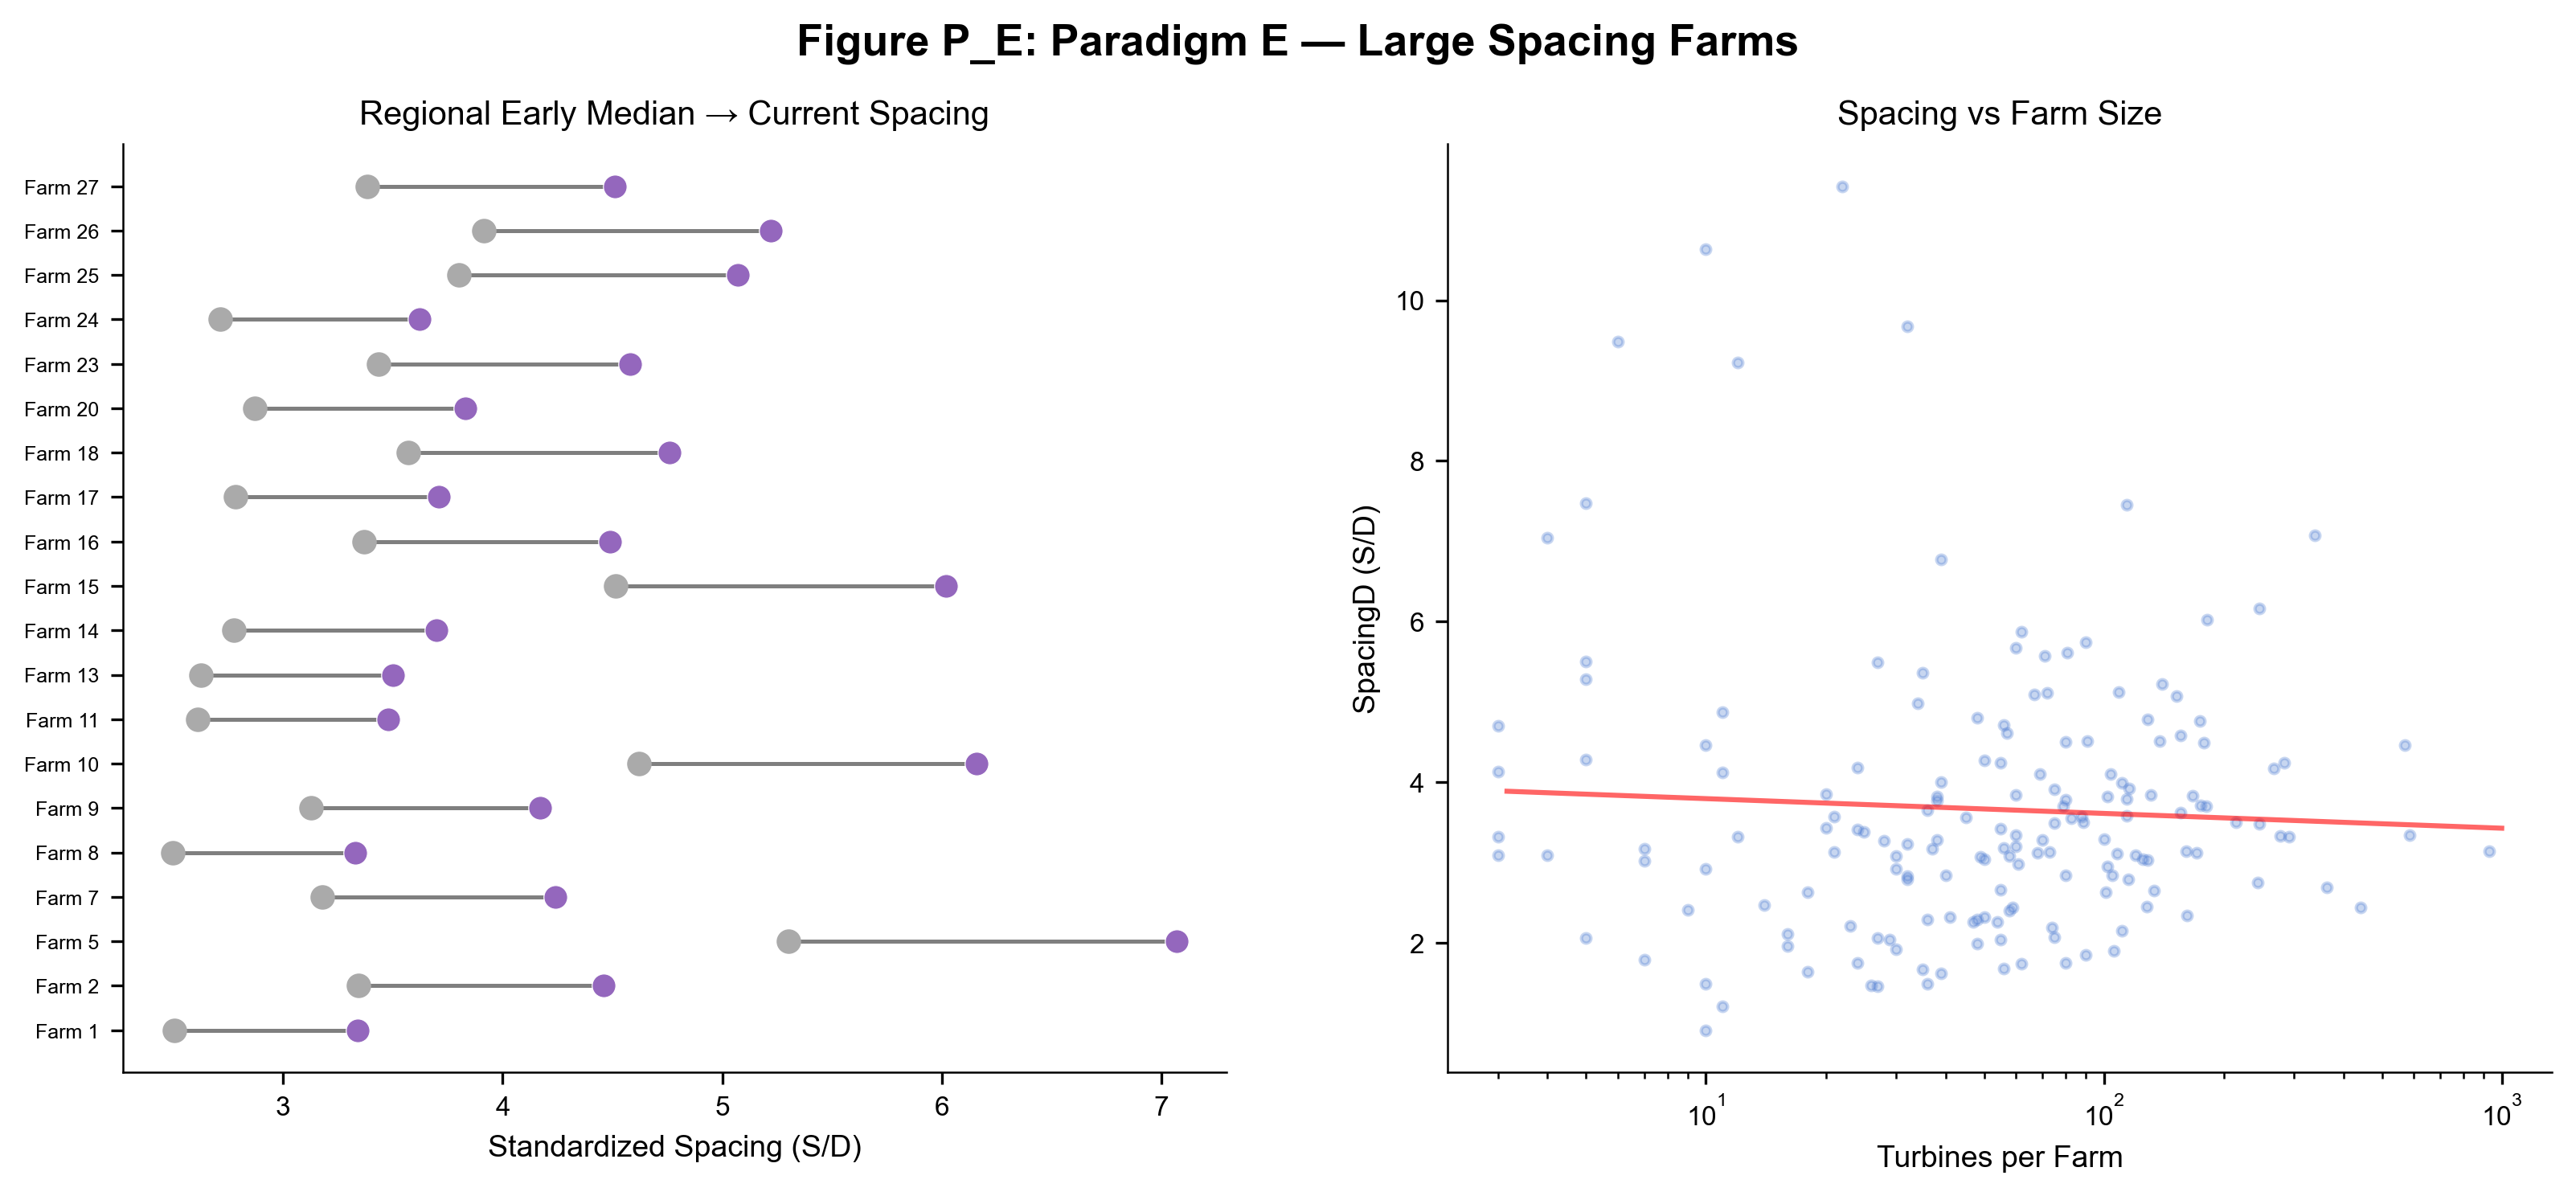 Figure P_E: Paradigm E — Large Spacing Farms
Regional Early Median → Current Spacing
Farm 27
Farm 26
Farm 25
Farm 24
Farm 23
Farm 20
Farm 18
Farm 17
Farm 16
Farm 15
Farm 14
Farm 13
Farm 11
Farm 10
Farm 9
Farm 8
Farm 7
Farm 5
Farm 2
Farm 1
3 4 5 6 7
Standardized Spacing (S/D)
Spacing vs Farm Size
SpacingD (S/D)
10
8
6
4
2
10¹ 10² 10³
Turbines per Farm